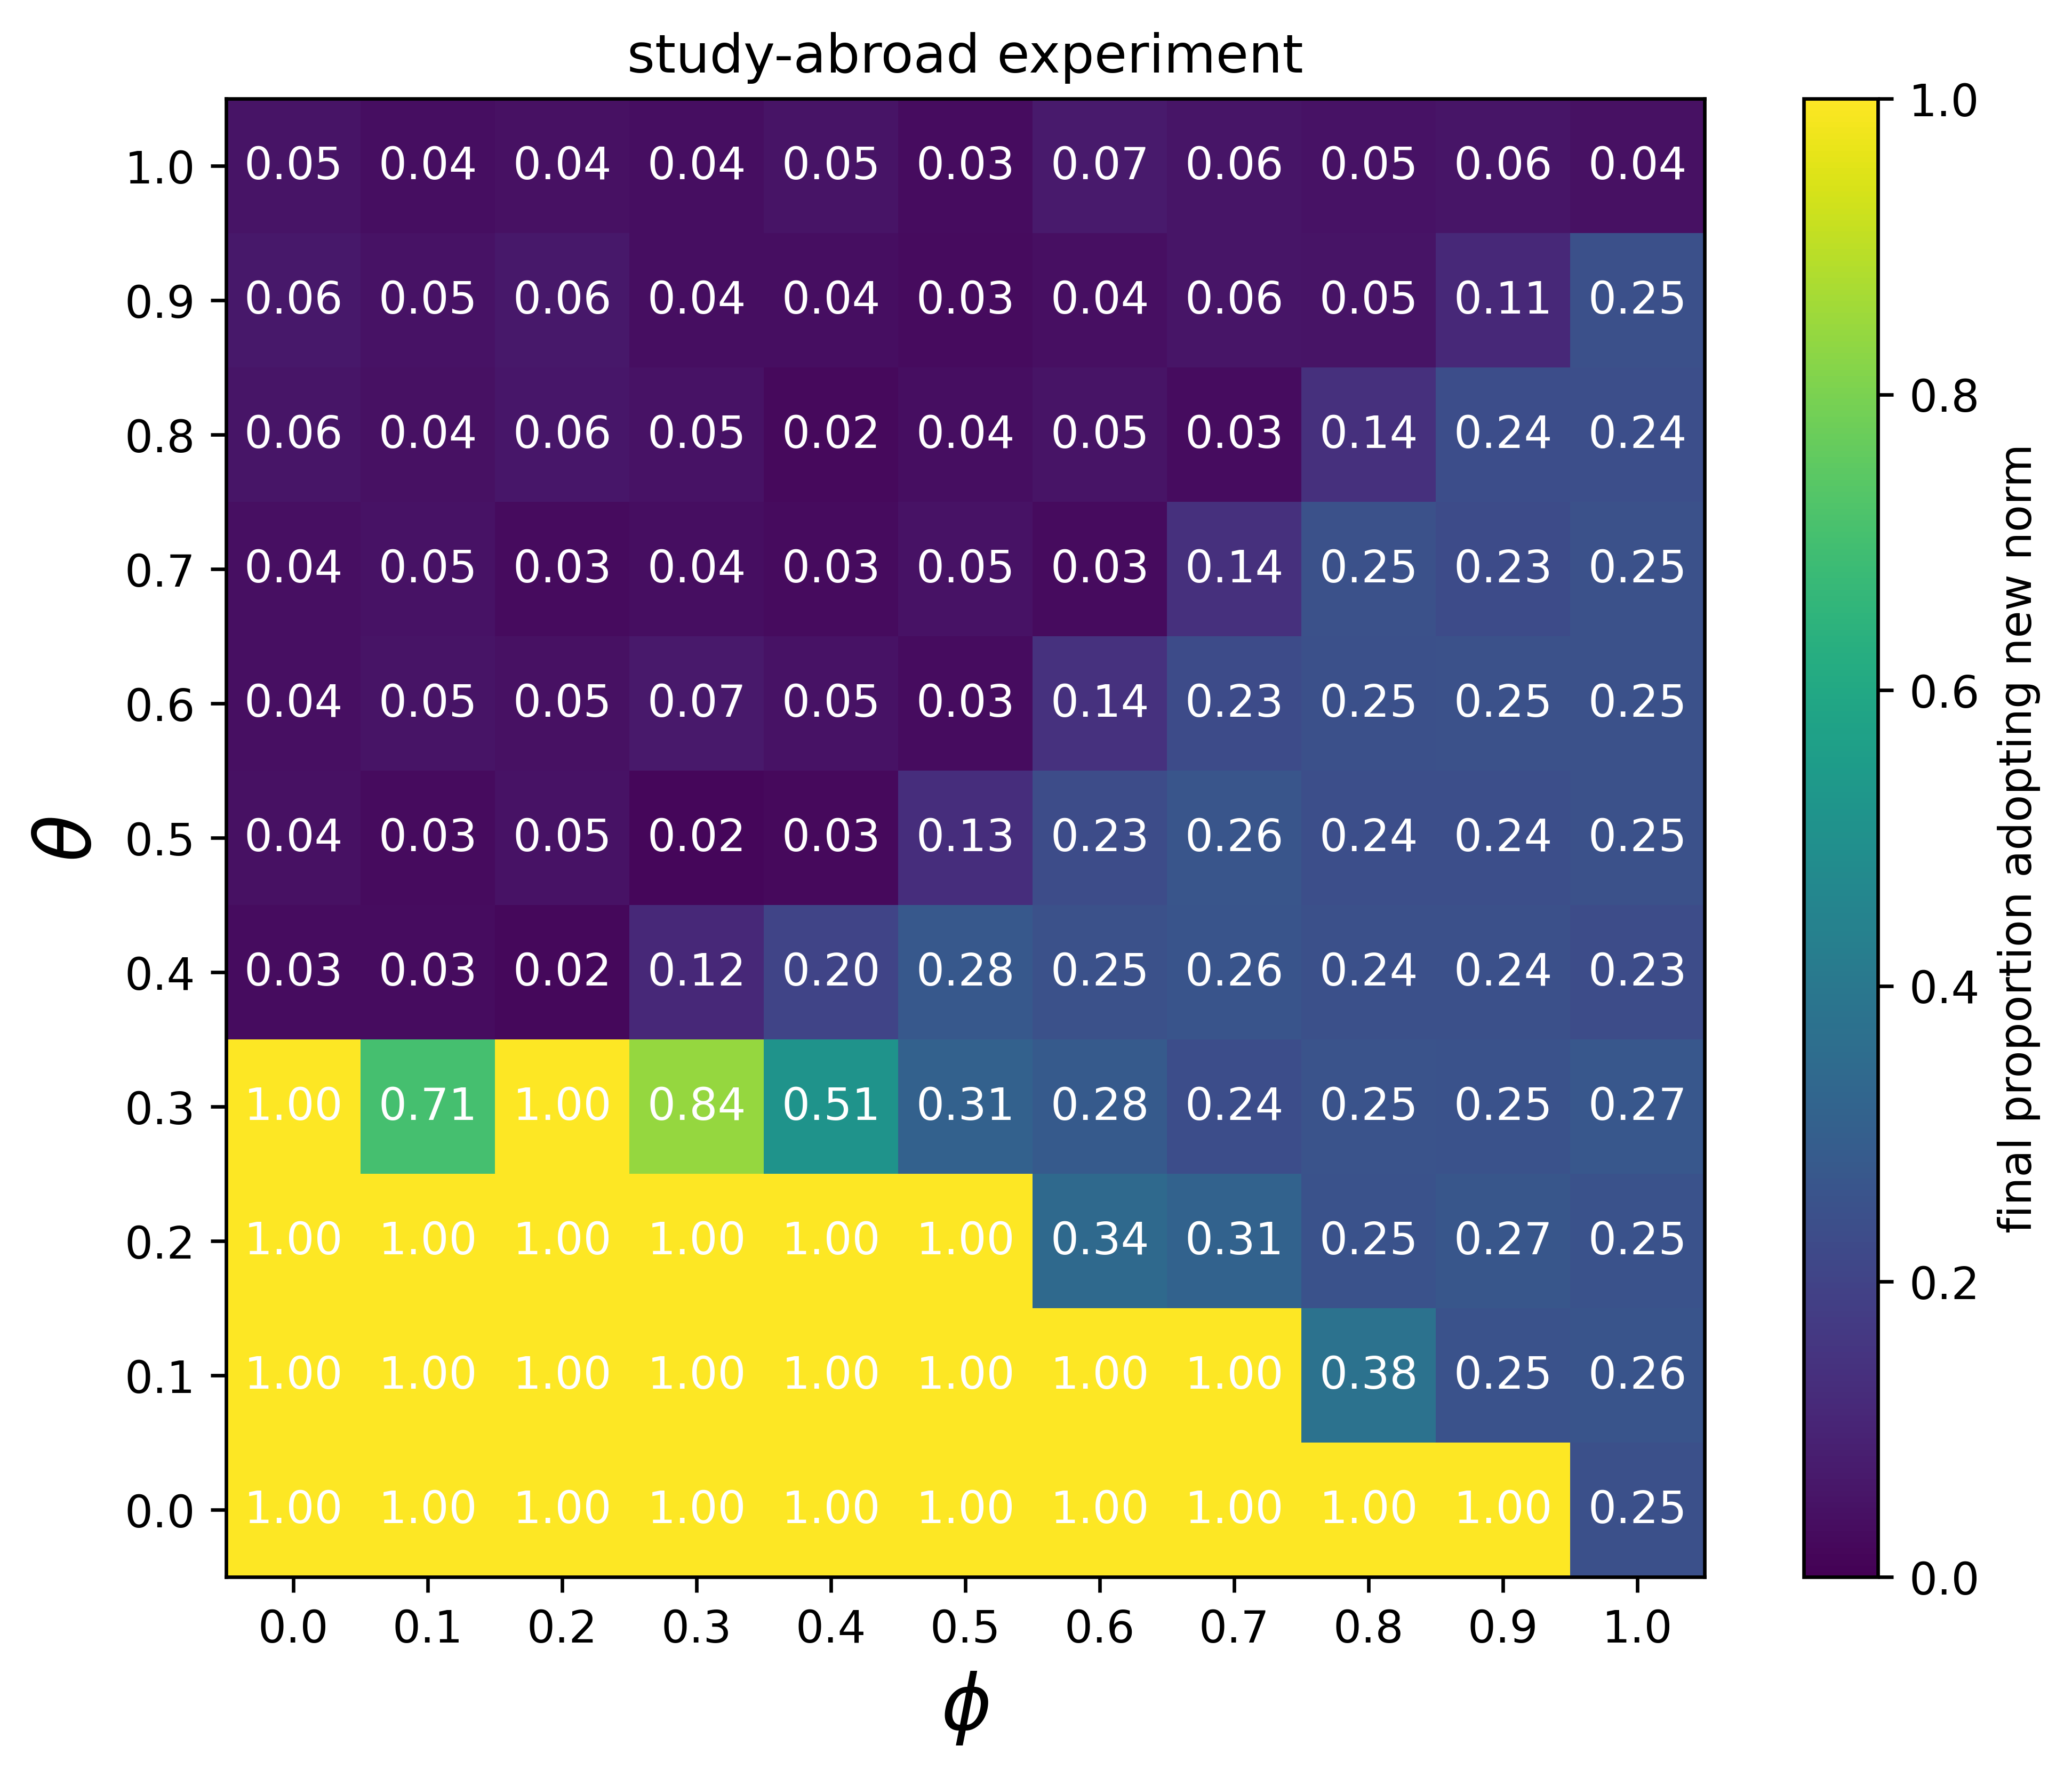 study-abroad experiment
1.0 0.05 0.04 0.04 0.04 0.05 0.03 0.07 0.06 0.05 0.06 0.04
0.9 0.06 0.05 0.06 0.04 0.04 0.03 0.04 0.06 0.05 0.11 0.25
0.8 0.06 0.04 0.06 0.05 0.02 0.04 0.05 0.03 0.14 0.24 0.24
0.7 0.04 0.05 0.03 0.04 0.03 0.05 0.03 0.14 0.25 0.23 0.25
0.6 0.04 0.05 0.05 0.07 0.05 0.03 0.14 0.23 0.25 0.25 0.25
0.5 0.04 0.03 0.05 0.02 0.03 0.13 0.23 0.26 0.24 0.24 0.25
0.4 0.03 0.03 0.02 0.12 0.20 0.28 0.25 0.26 0.24 0.24 0.23
0.3 1.00 0.71 1.00 0.84 0.51 0.31 0.28 0.24 0.25 0.25 0.27
0.2 1.00 1.00 1.00 1.00 1.00 1.00 0.34 0.31 0.25 0.27 0.25
0.1 1.00 1.00 1.00 1.00 1.00 1.00 1.00 1.00 0.38 0.25 0.26
0.0 1.00 1.00 1.00 1.00 1.00 1.00 1.00 1.00 1.00 1.00 0.25
0.0 0.1 0.2 0.3 0.4 0.5 0.6 0.7 0.8 0.9 1.0
θ
ϕ
1.0
0.8
0.6
0.4
0.2
0.0
final proportion adopting new norm